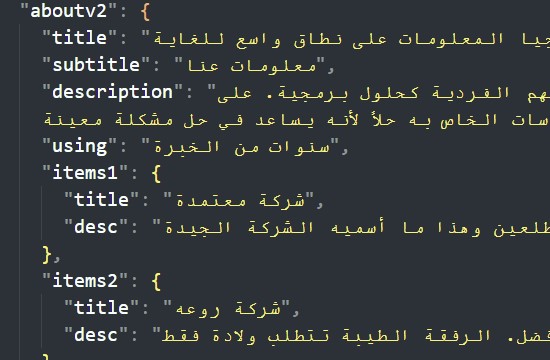 "aboutv2": {
"title": "جيا المعلومات على نطاق واسع للغاية
"subtitle": "معلومات عنا",
"description": "هم الفردية كحلول برمجية. على
سات الخاص به حلاً لأنه يساعد في حل مشكلة معينة
"using": "سنوات من الخبرة",
"items1": {
"title": "شركة معتمدة",
"desc": "طلعين وهذا ما أسميه الشركة الجيدة
},
"items2": {
"title": "شركة روعه",
"desc": "فضل. الرفقة الطيبة تتطلب ولادة فقط
}